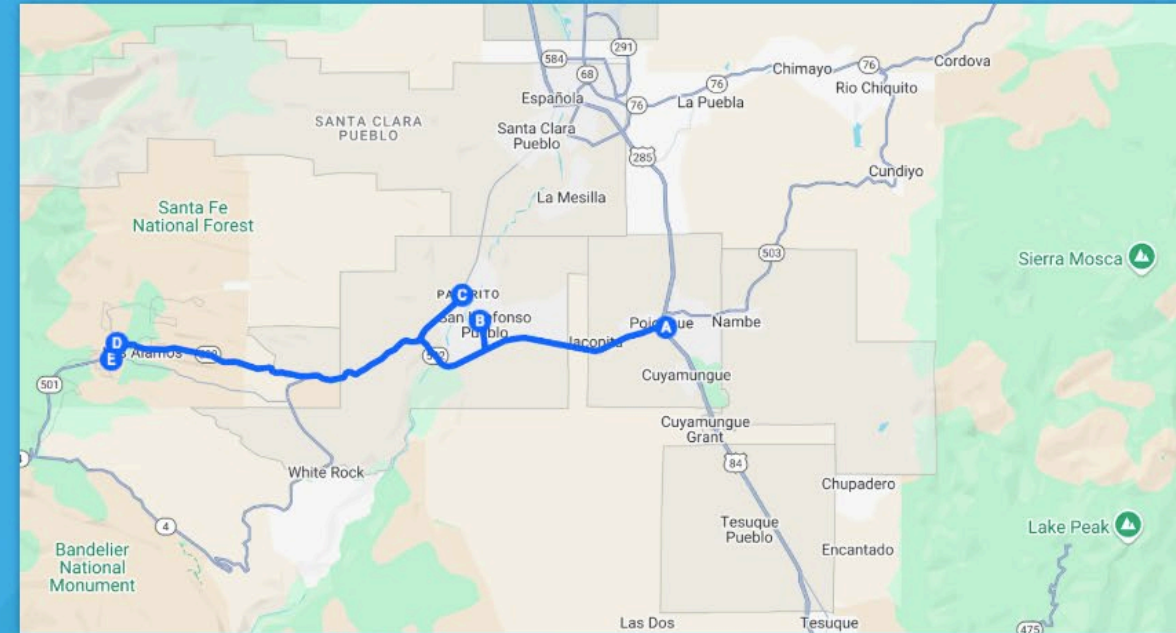 291
584
68
Chimayo
76
Cordova
76
Rio Chiquito
Española
76
La Puebla
SANTA CLARA
PUEBLO
Santa Clara
Pueblo
285
Cundiyo
La Mesilla
Santa Fe
National Forest
503
Sierra Mosca
C
B
A
Nambe
D
E
501
Cuyamungue
Cuyamungue
Grant
84
White Rock
Chupadero
4
Tesuque
Pueblo
Lake Peak
Encantado
Bandelier
National
Monument
Las Dos
Tesuque
475